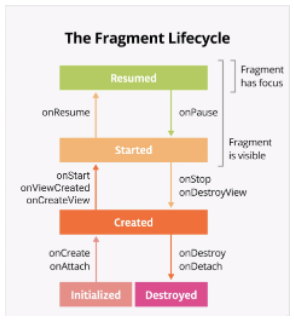 The Fragment Lifecycle
Resumed
Fragment
has focus
onResume
onPause
Started
Fragment
is visible
onStart
onViewCreated
onCreateView
onStop
onDestroyView
Created
onCreate
onAttach
onDestroy
onDetach
Initialized
Destroyed